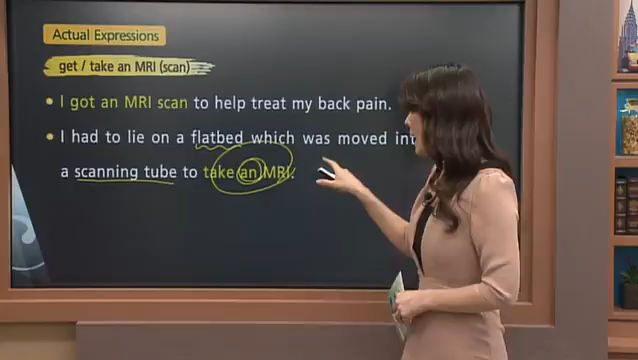 Actual Expressions
get / take an MRI (scan)
• I got an MRI scan to help treat my back pain.
• I had to lie on a flatbed which was moved int
a scanning tube to take an MRI.